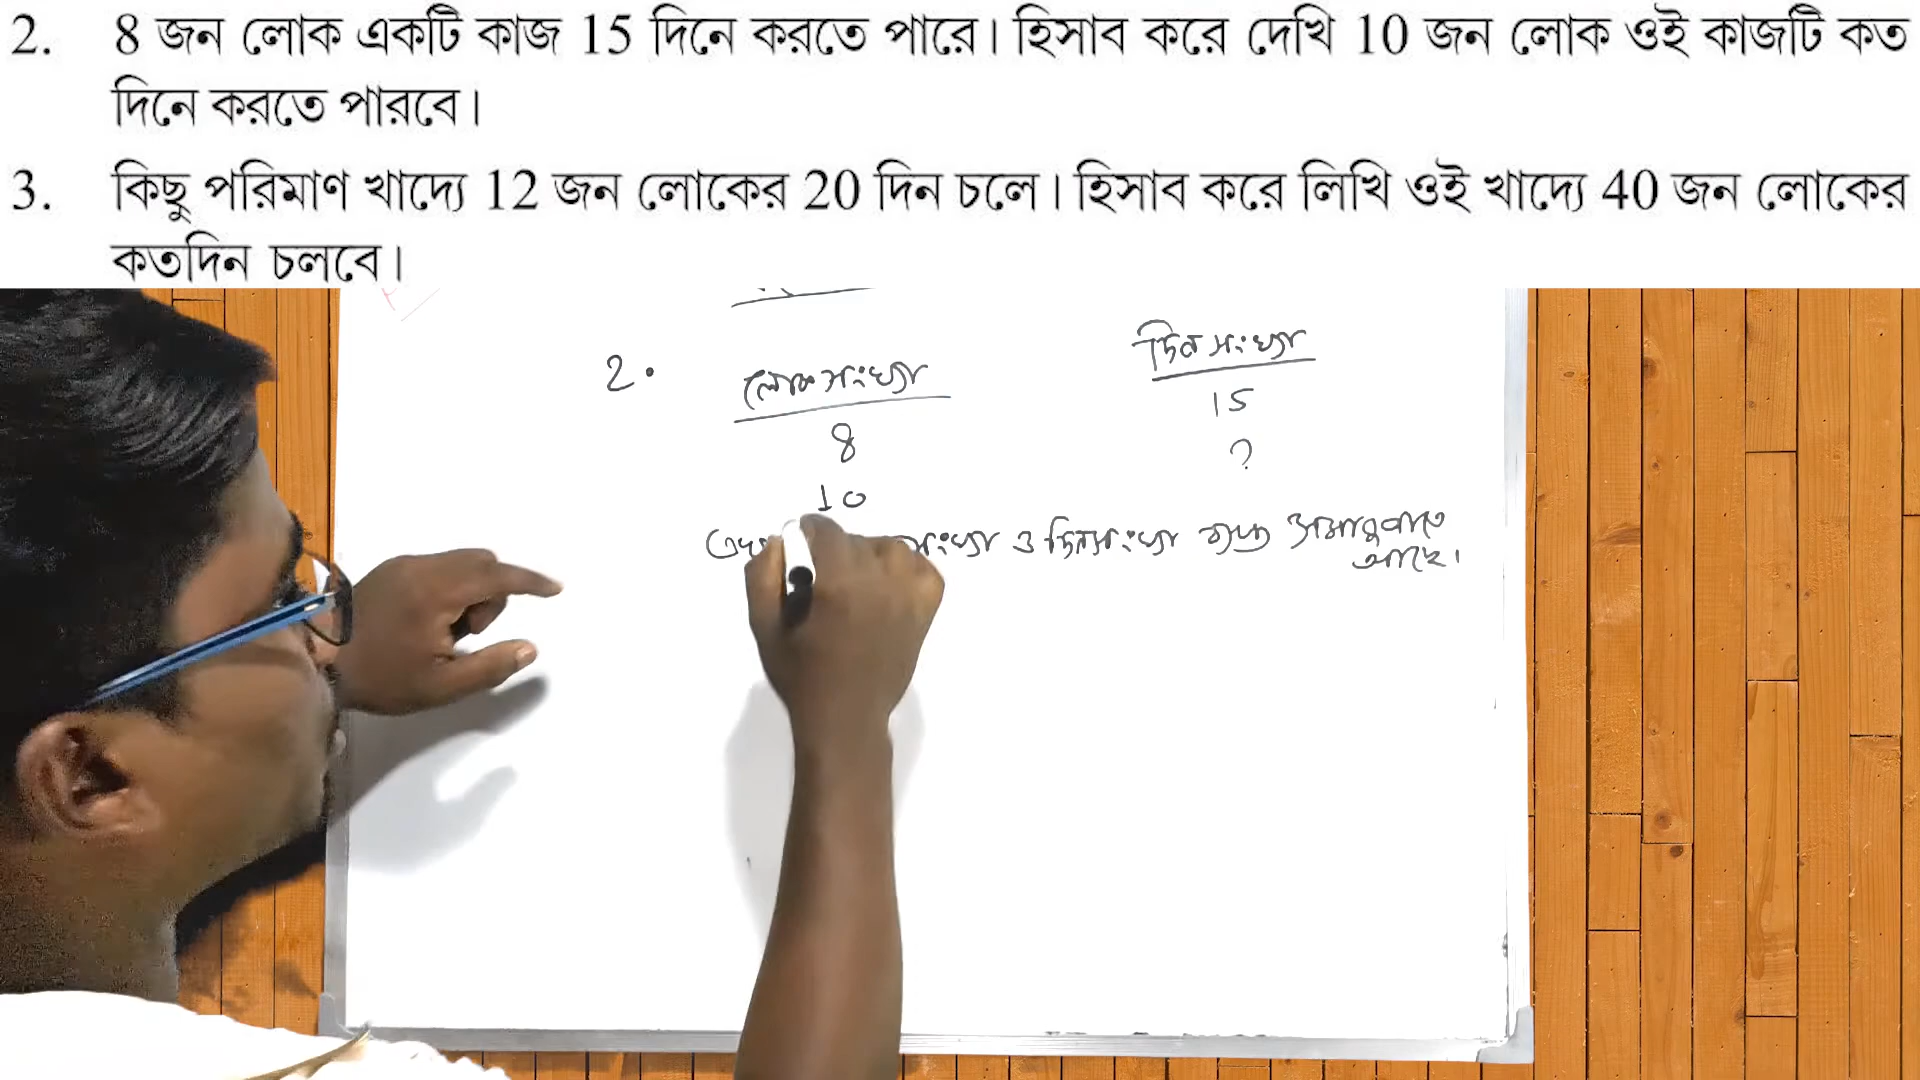 2. 8 জন লোক একটি কাজ 15 দিনে করতে পারে। হিসাব করে দেখি 10 জন লোক ওই কাজটি কত
দিনে করতে পারবে।
3. কিছু পরিমাণ খাদ্যে 12 জন লোকের 20 দিন চলে। হিসাব করে লিখি ওই খাদ্যে 40 জন লোকের
কতদিন চলবে।
2. লোকসংখ্যা দিনসংখ্যা
8 15
10 ?
সংখ্যা ও দিনসংখ্যা ব্যস্ত সমানুপাতে
আছে।